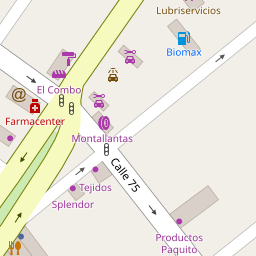 Lubriservicios
Biomax
El Combo
@
Farmacenter
Montallantas
Calle 75
Tejidos
Splendor
Productos
Paquito